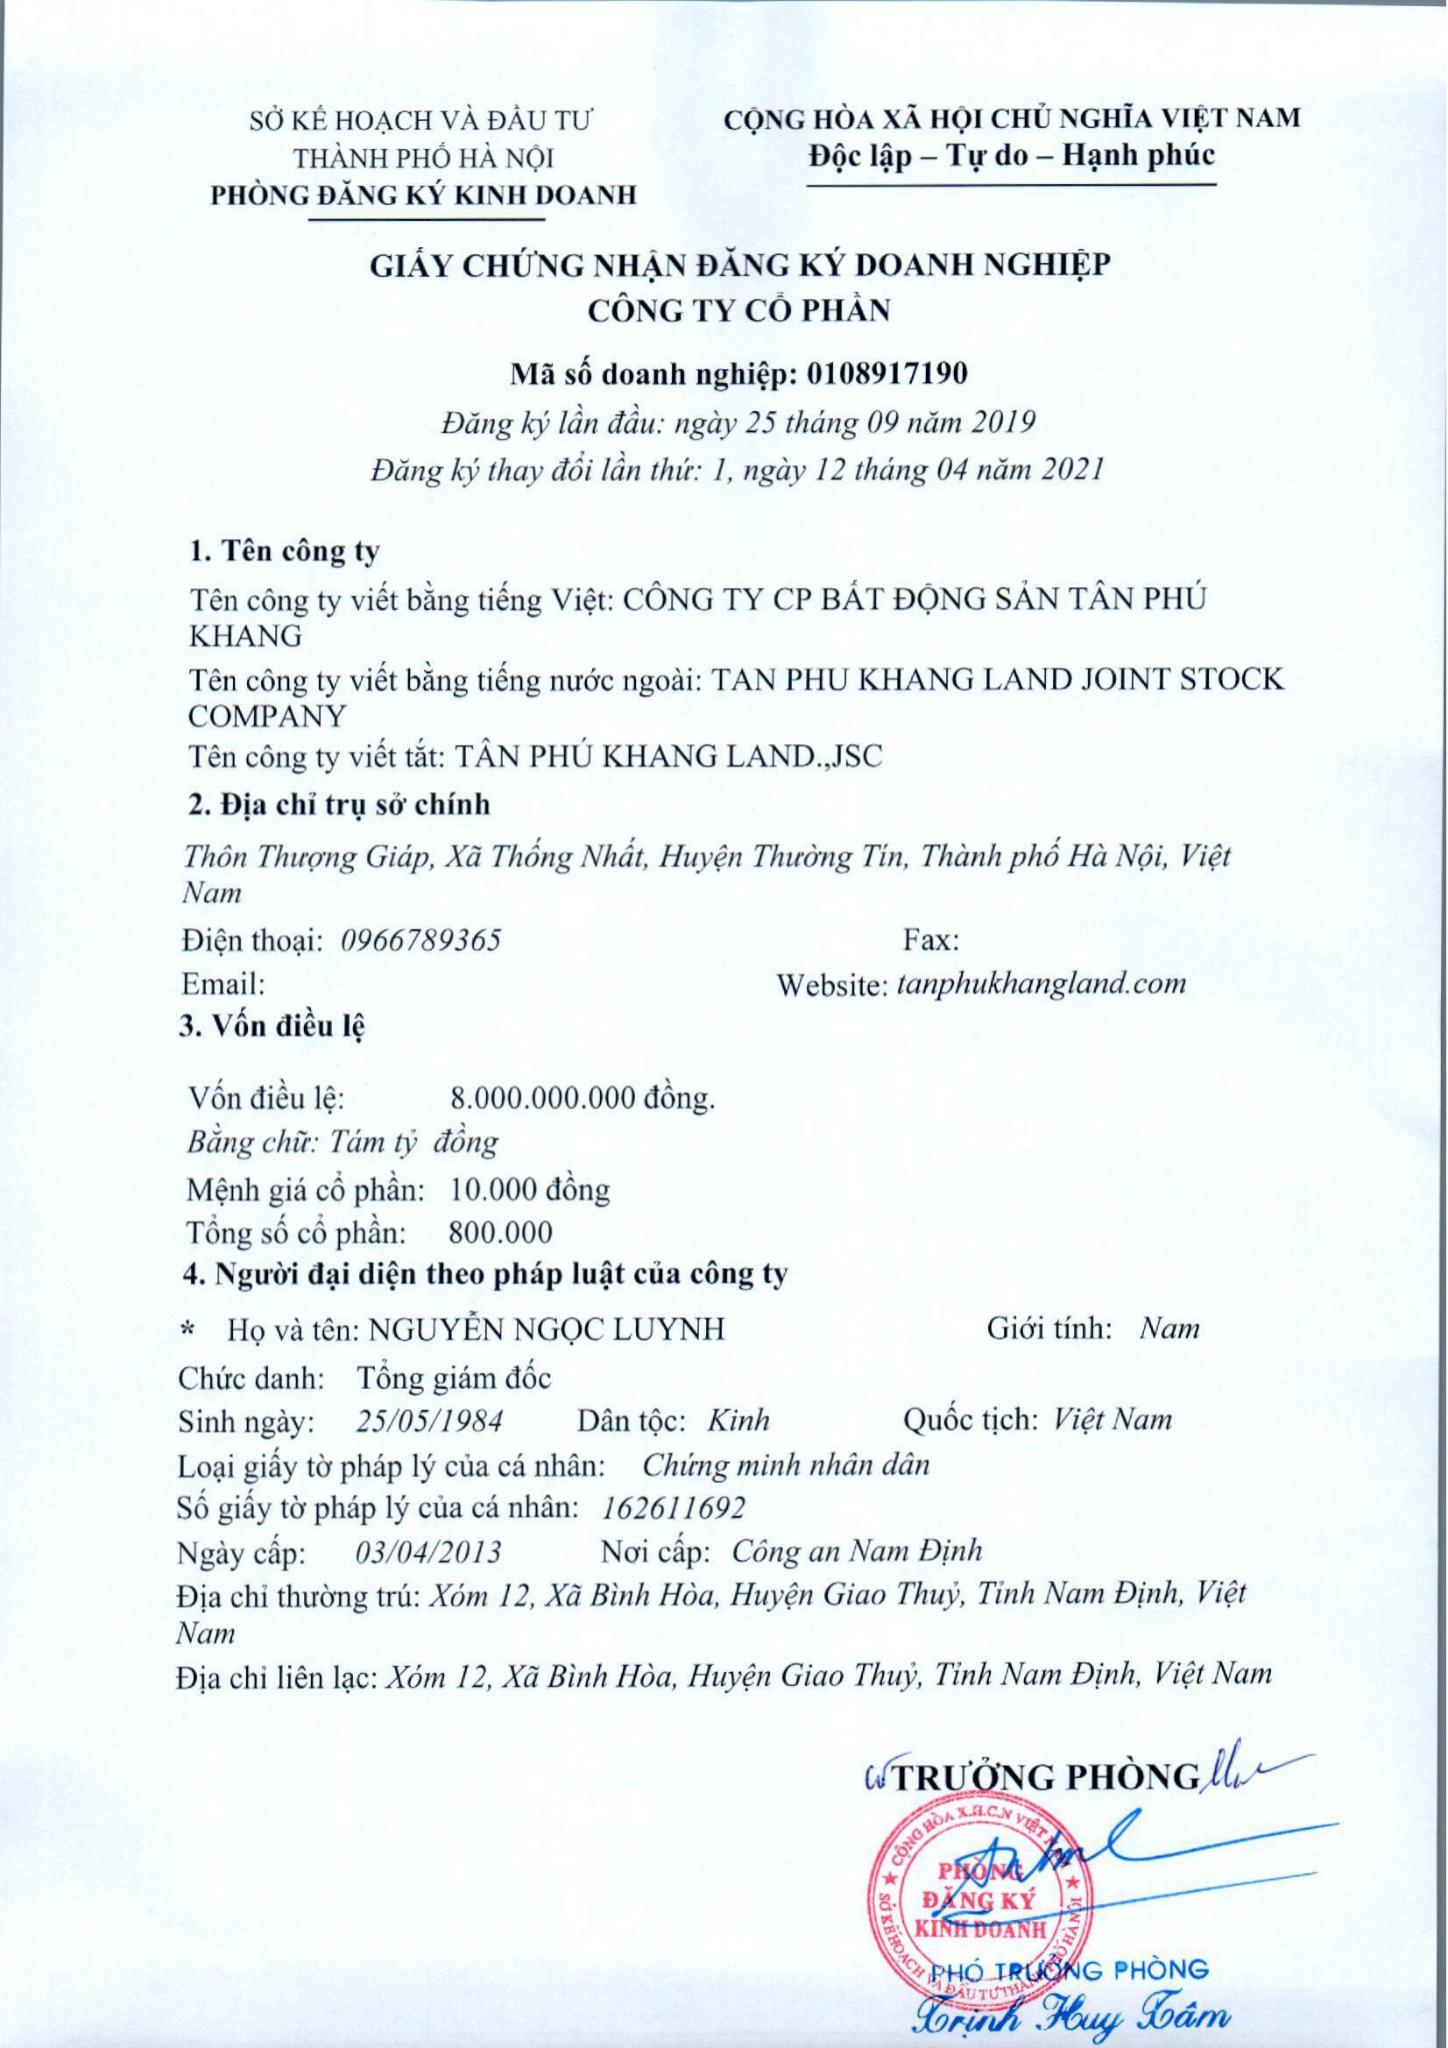 SỞ KẾ HOẠCH VÀ ĐẦU TƯ
THÀNH PHỐ HÀ NỘI
PHÒNG ĐĂNG KÝ KINH DOANH
CỘNG HÒA XÃ HỘI CHỦ NGHĨA VIỆT NAM
Độc lập – Tự do – Hạnh phúc
GIẤY CHỨNG NHẬN ĐĂNG KÝ DOANH NGHIỆP
CÔNG TY CỔ PHẦN
Mã số doanh nghiệp: 0108917190
Đăng ký lần đầu: ngày 25 tháng 09 năm 2019
Đăng ký thay đổi lần thứ: 1, ngày 12 tháng 04 năm 2021
1. Tên công ty
Tên công ty viết bằng tiếng Việt: CÔNG TY CP BẤT ĐỘNG SẢN TÂN PHÚ
KHANG
Tên công ty viết bằng tiếng nước ngoài: TAN PHU KHANG LAND JOINT STOCK
COMPANY
Tên công ty viết tắt: TÂN PHÚ KHANG LAND.,JSC
2. Địa chỉ trụ sở chính
Thôn Thượng Giáp, Xã Thống Nhất, Huyện Thường Tín, Thành phố Hà Nội, Việt
Nam
Điện thoại: 0966789365 Fax:
Email: Website: tanphukhangland.com
3. Vốn điều lệ
Vốn điều lệ: 8.000.000.000 đồng.
Bằng chữ: Tám tỷ đồng
Mệnh giá cổ phần: 10.000 đồng
Tổng số cổ phần: 800.000
4. Người đại diện theo pháp luật của công ty
* Họ và tên: NGUYỄN NGỌC LUYNH Giới tính: Nam
Chức danh: Tổng giám đốc
Sinh ngày: 25/05/1984 Dân tộc: Kinh Quốc tịch: Việt Nam
Loại giấy tờ pháp lý của cá nhân: Chứng minh nhân dân
Số giấy tờ pháp lý của cá nhân: 162611692
Ngày cấp: 03/04/2013 Nơi cấp: Công an Nam Định
Địa chỉ thường trú: Xóm 12, Xã Bình Hòa, Huyện Giao Thuỷ, Tỉnh Nam Định, Việt
Nam
Địa chỉ liên lạc: Xóm 12, Xã Bình Hòa, Huyện Giao Thuỷ, Tỉnh Nam Định, Việt Nam
TRƯỞNG PHÒNG
CỘNG HÒA X.H.C.N VIỆT NAM
PHÒNG
ĐĂNG KÝ
KINH DOANH
SỞ KẾ HOẠCH VÀ ĐẦU TƯ THÀNH PHỐ HÀ NỘI
PHÓ TRƯỞNG PHÒNG
Trịnh Huy Tâm